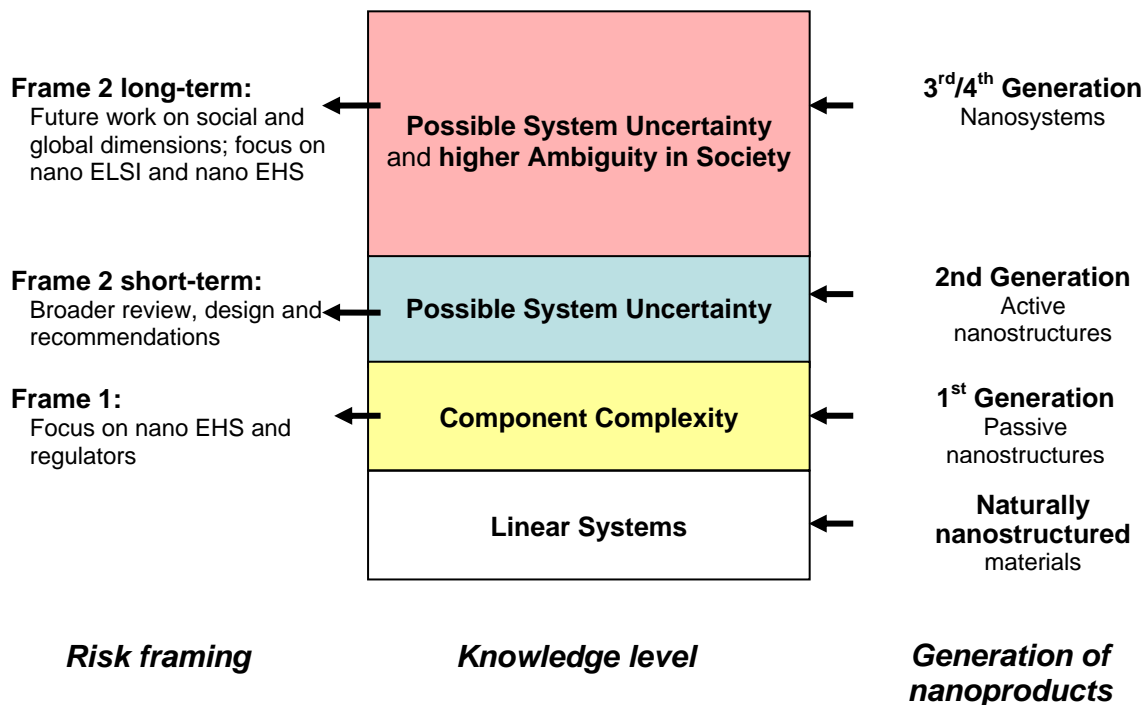 Frame 2 long-term:
Future work on social and
global dimensions; focus on
nano ELSI and nano EHS
Possible System Uncertainty
and higher Ambiguity in Society
3rd/4th Generation
Nanosystems
Frame 2 short-term:
Broader review, design and
recommendations
Possible System Uncertainty
2nd Generation
Active
nanostructures
Frame 1:
Focus on nano EHS and
regulators
Component Complexity
1st Generation
Passive
nanostructures
Linear Systems
Naturally
nanostructured
materials
Risk framing
Knowledge level
Generation of
nanoproducts